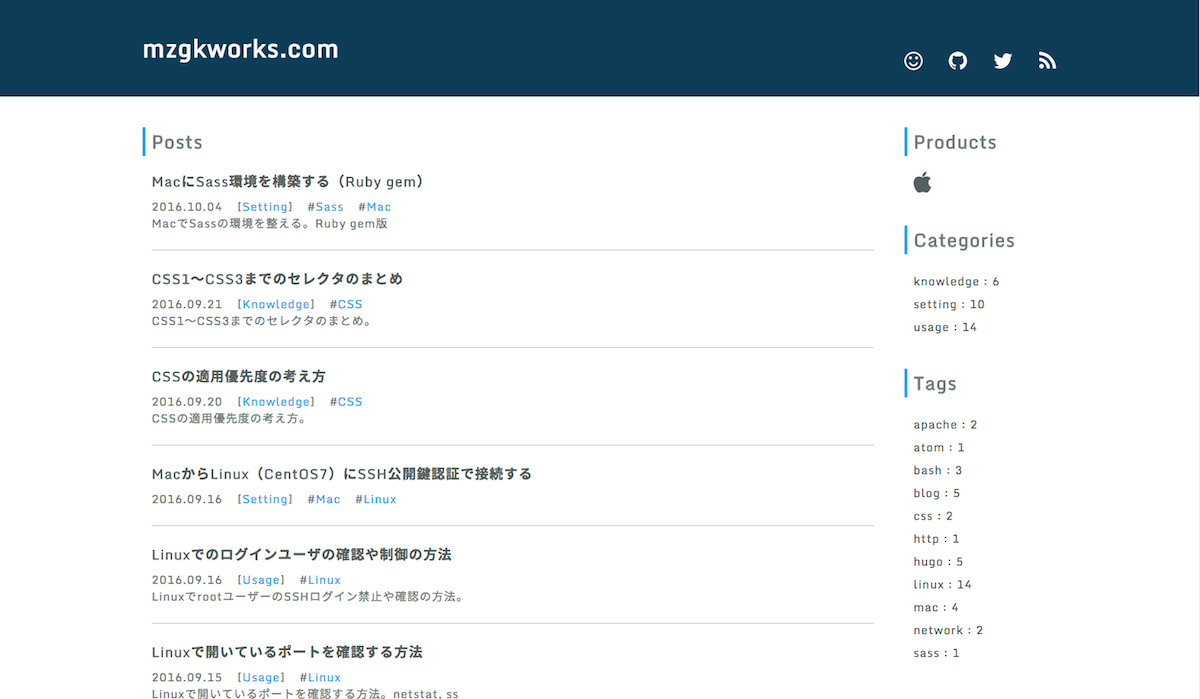 mzgkworks.com
Posts
MacにSass環境を構築する（Ruby gem）
2016.10.04 [Setting] #Sass #Mac
MacでSassの環境を整える。Ruby gem版
CSS1〜CSS3までのセレクタのまとめ
2016.09.21 [Knowledge] #CSS
CSS1〜CSS3までのセレクタのまとめ。
CSSの適用優先度の考え方
2016.09.20 [Knowledge] #CSS
CSSの適用優先度の考え方。
MacからLinux（CentOS7）にSSH公開鍵認証で接続する
2016.09.16 [Setting] #Mac #Linux
Linuxでのログインユーザの確認や制御の方法
2016.09.16 [Usage] #Linux
LinuxでrootユーザーのSSHログイン禁止や確認の方法。
Linuxで開いているポートを確認する方法
2016.09.15 [Usage] #Linux
Linuxで開いているポートを確認する方法。netstat, ss
Products
Categories
knowledge : 6
setting : 10
usage : 14
Tags
apache : 2
atom : 1
bash : 3
blog : 5
css : 2
http : 1
hugo : 5
linux : 14
mac : 4
network : 2
sass : 1